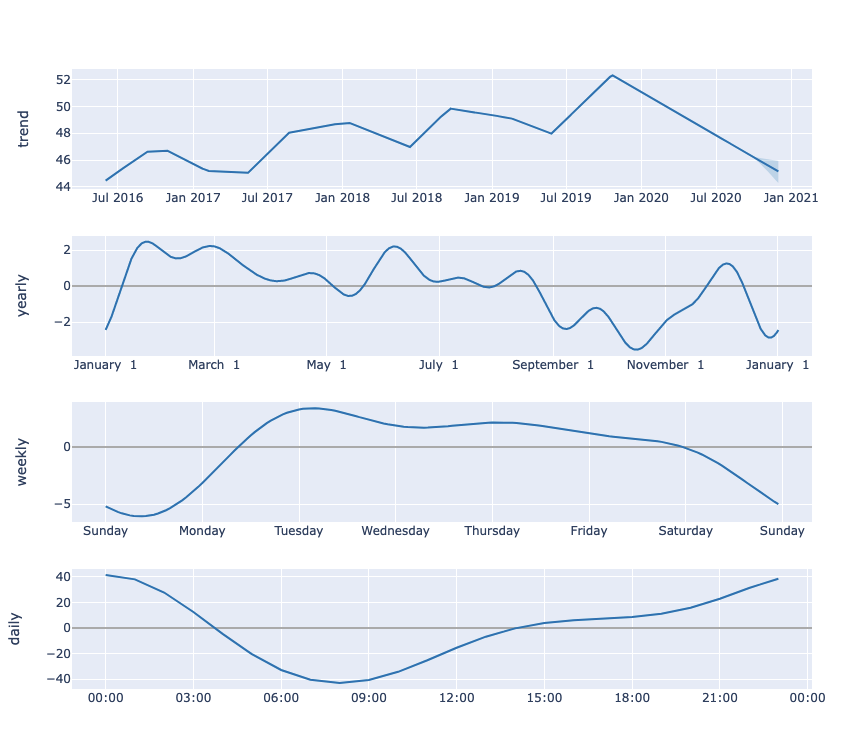 trend
52
50
48
46
44
Jul 2016 Jan 2017 Jul 2017 Jan 2018 Jul 2018 Jan 2019 Jul 2019 Jan 2020 Jul 2020 Jan 2021
yearly
2
0
−2
January 1 March 1 May 1 July 1 September 1 November 1 January 1
weekly
0
−5
Sunday Monday Tuesday Wednesday Thursday Friday Saturday Sunday
daily
40
20
0
−20
−40
00:00 03:00 06:00 09:00 12:00 15:00 18:00 21:00 00:00